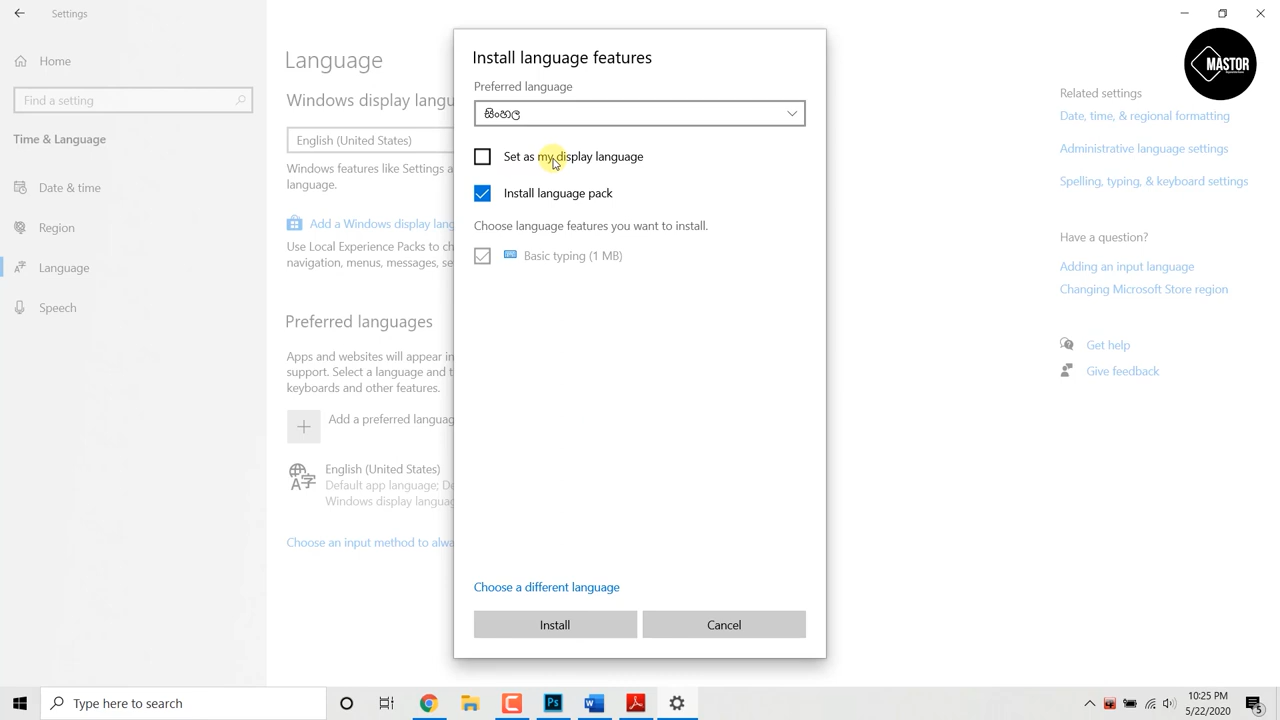 Settings
Home
Find a setting
Time & Language
Date & time
Region
Language
Speech
Language
Windows display langu
English (United States)
Windows features like Settings a
language.
Add a Windows display lang
Use Local Experience Packs to ch
navigation, menus, messages, se
Preferred languages
Apps and websites will appear in
support. Select a language and t
keyboards and other features.
Add a preferred languag
English (United States)
Default app language; De
Windows display languag
Choose an input method to alwa
Install language features
Preferred language
සිංහල
Set as my display language
Install language pack
Choose language features you want to install.
Basic typing (1 MB)
Choose a different language
Install
Cancel
MASTOR
Related settings
Date, time, & regional formatting
Administrative language settings
Spelling, typing, & keyboard settings
Have a question?
Adding an input language
Changing Microsoft Store region
Get help
Give feedback
Type here to search
Ps
10:25 PM
5/22/2020
5